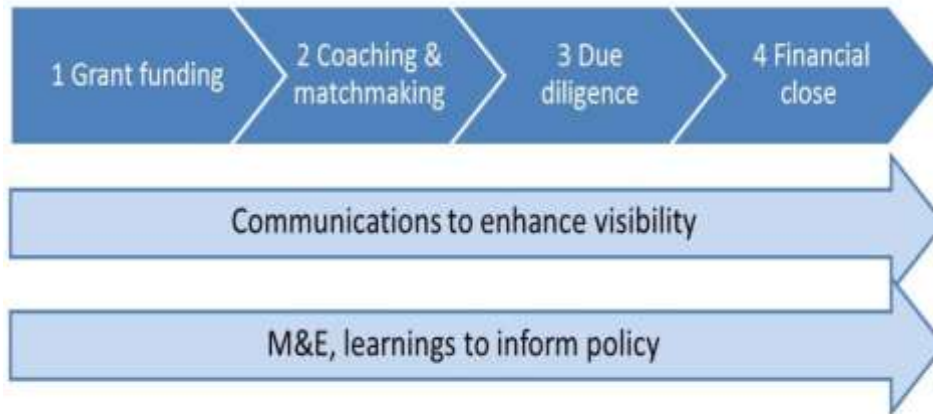 1 Grant funding
2 Coaching &
matchmaking
3 Due
diligence
4 Financial
close
Communications to enhance visibility
M&E, learnings to inform policy